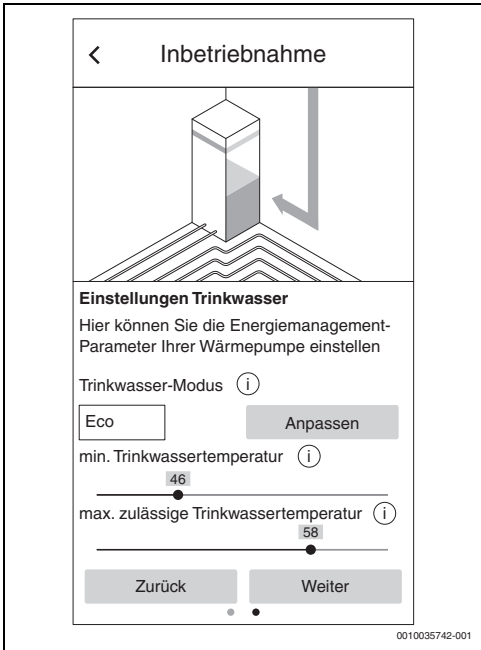 Inbetriebnahme
Einstellungen Trinkwasser
Hier können Sie die Energiemanagement-
Parameter Ihrer Wärmepumpe einstellen
Trinkwasser-Modus i
Eco Anpassen
min. Trinkwassertemperatur i
46
max. zulässige Trinkwassertemperatur i
58
Zurück Weiter
0010035742-001